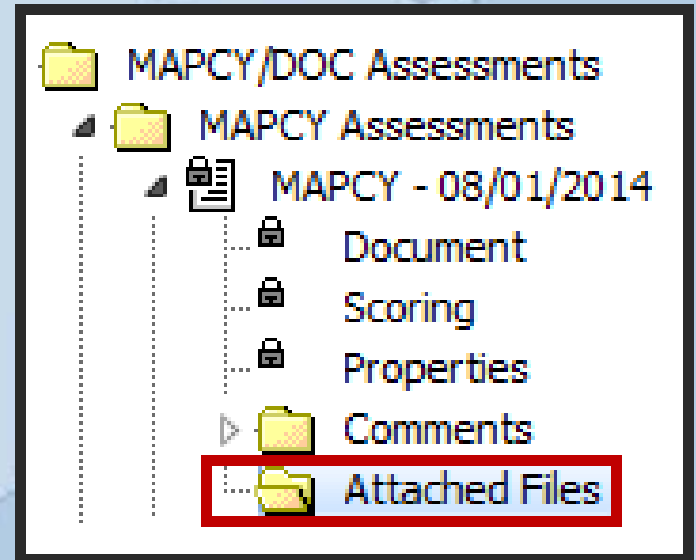 MAPCY/DOC Assessments
MAPCY Assessments
MAPCY - 08/01/2014
Document
Scoring
Properties
Comments
Attached Files